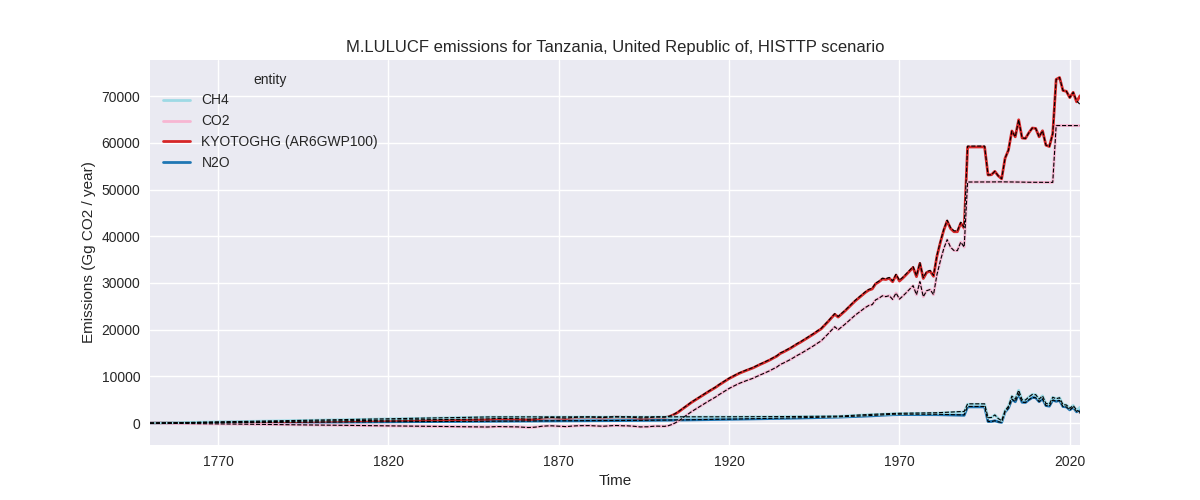 M.LULUCF emissions for Tanzania, United Republic of, HISTTP scenario
entity
CH4
CO2
KYOTOGHG (AR6GWP100)
N2O
Emissions (Gg CO2 / year)
70000
60000
50000
40000
30000
20000
10000
0
1770
1820
1870
1920
1970
2020
Time